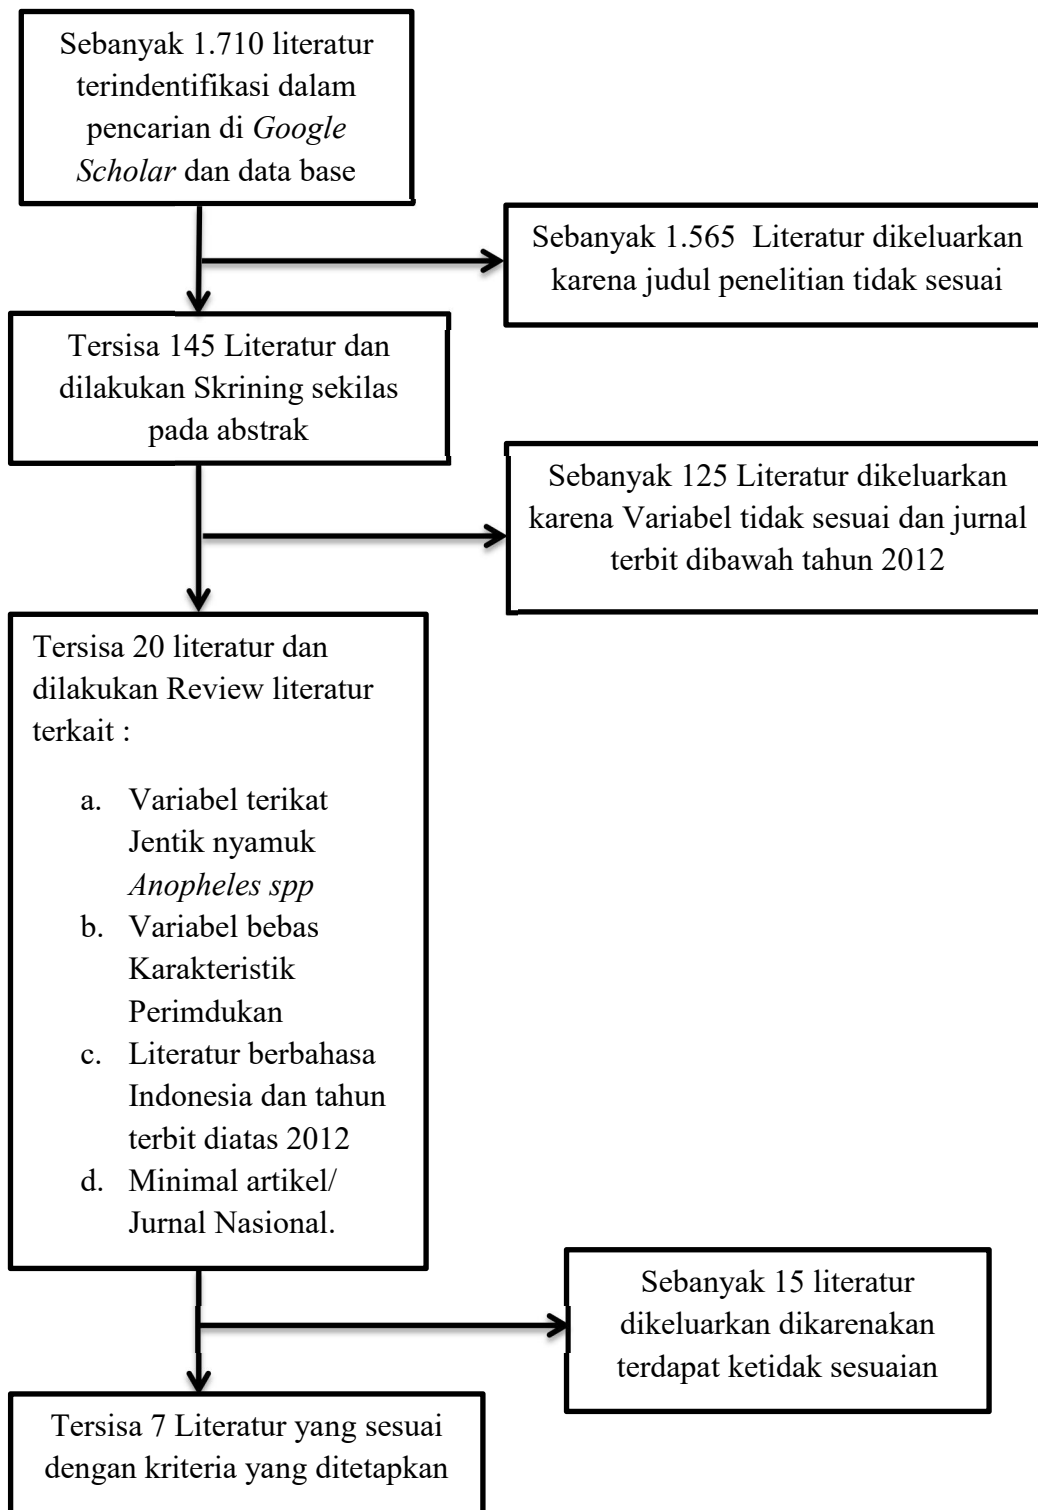 Sebanyak 1.710 literatur
terindentifikasi dalam
pencarian di Google
Scholar dan data base
Sebanyak 1.565 Literatur dikeluarkan
karena judul penelitian tidak sesuai
Tersisa 145 Literatur dan
dilakukan Skrining sekilas
pada abstrak
Sebanyak 125 Literatur dikeluarkan
karena Variabel tidak sesuai dan jurnal
terbit dibawah tahun 2012
Tersisa 20 literatur dan
dilakukan Review literatur
terkait :
a. Variabel terikat
Jentik nyamuk
Anopheles spp
b. Variabel bebas
Karakteristik
Perimdukan
c. Literatur berbahasa
Indonesia dan tahun
terbit diatas 2012
d. Minimal artikel/
Jurnal Nasional.
Sebanyak 15 literatur
dikeluarkan dikarenakan
terdapat ketidak sesuaian
Tersisa 7 Literatur yang sesuai
dengan kriteria yang ditetapkan